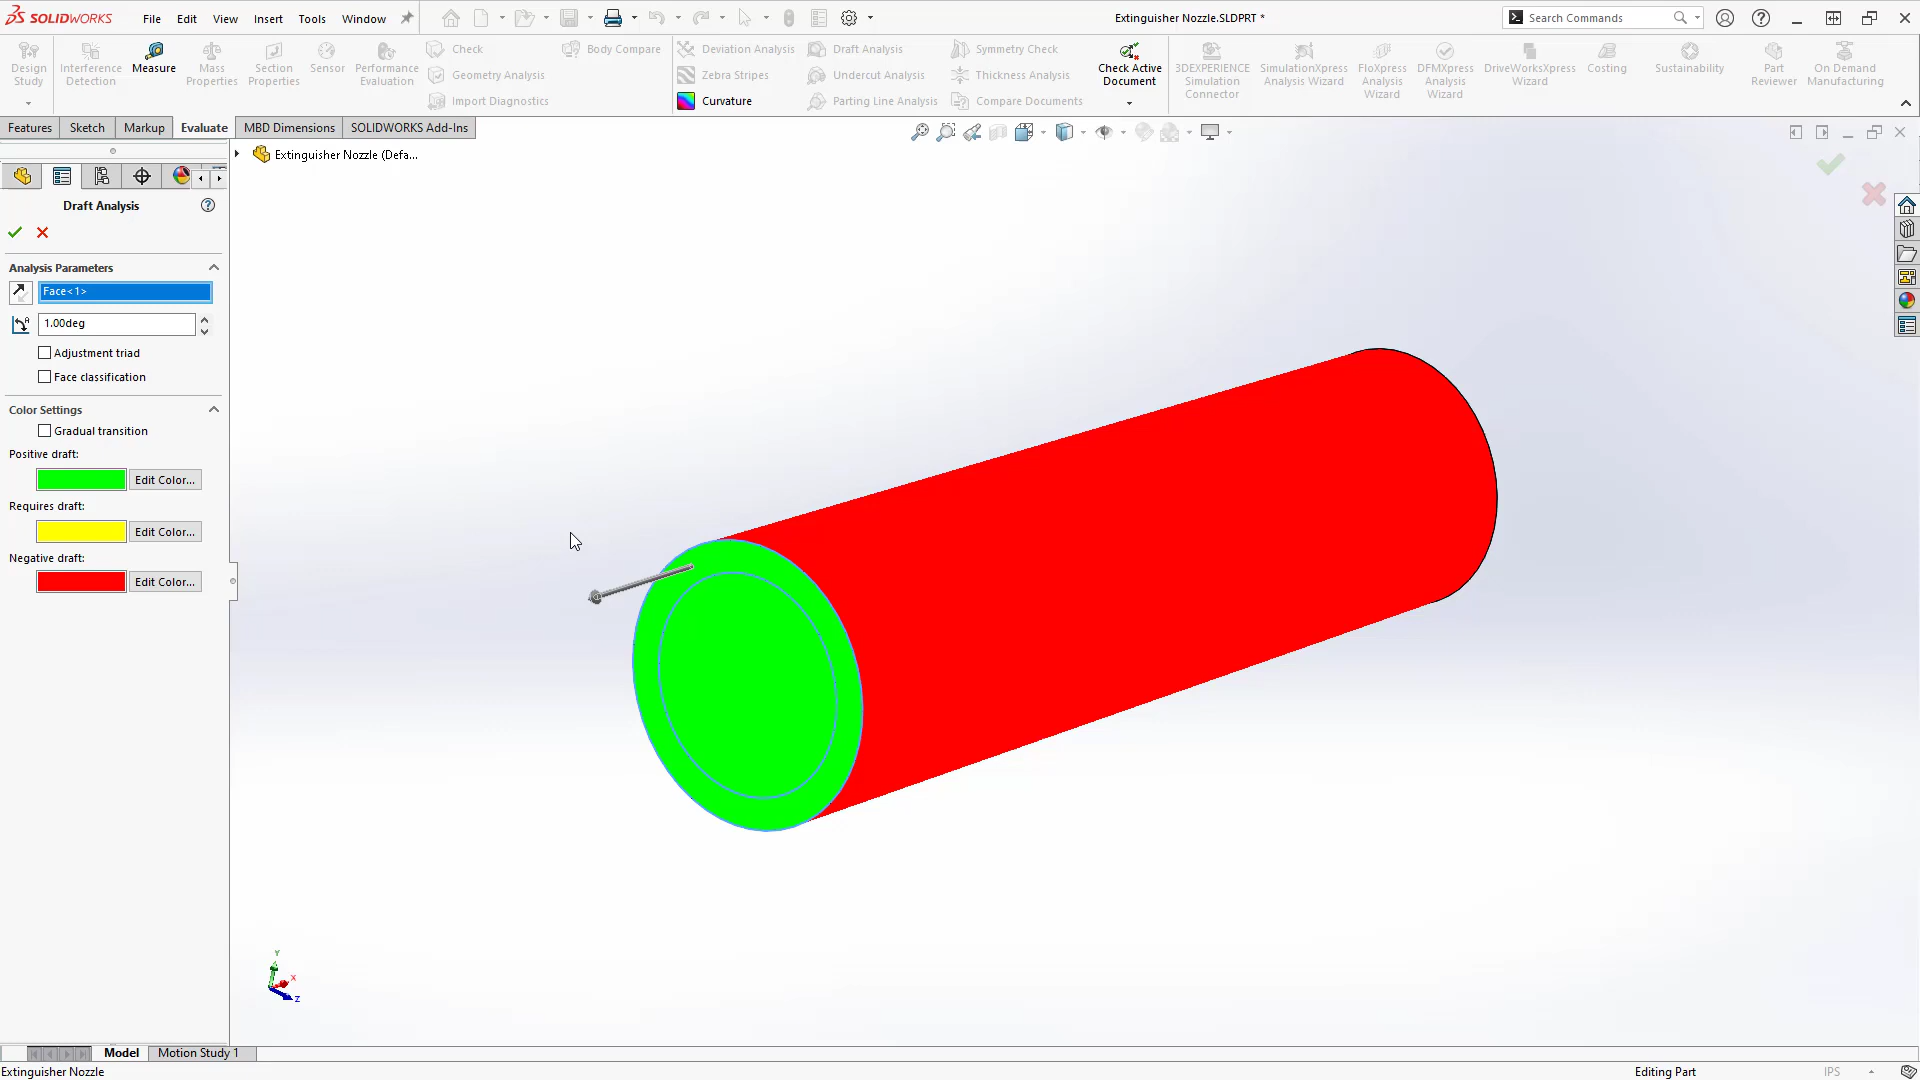 SOLIDWORKS
File Edit View Insert Tools Window
Extinguisher Nozzle.SLDPRT *
Search Commands
Design Study
Interference Detection
Measure
Mass Properties
Section Properties
Sensor
Performance Evaluation
Check
Geometry Analysis
Import Diagnostics
Body Compare
Deviation Analysis
Zebra Stripes
Curvature
Draft Analysis
Undercut Analysis
Parting Line Analysis
Symmetry Check
Thickness Analysis
Compare Documents
Check Active Document
3DEXPERIENCE Simulation Connector
SimulationXpress Analysis Wizard
FloXpress Analysis Wizard
DFMXpress Analysis Wizard
DriveWorksXpress Wizard
Costing
Sustainability
Part Reviewer
On Demand Manufacturing
Features Sketch Markup Evaluate MBD Dimensions SOLIDWORKS Add-Ins
Extinguisher Nozzle (Defa...
Draft Analysis
Analysis Parameters
Face<1>
1.00deg
Adjustment triad
Face classification
Color Settings
Gradual transition
Positive draft:
Edit Color...
Requires draft:
Edit Color...
Negative draft:
Edit Color...
Y
X
Z
Model Motion Study 1
Extinguisher Nozzle
Editing Part
IPS